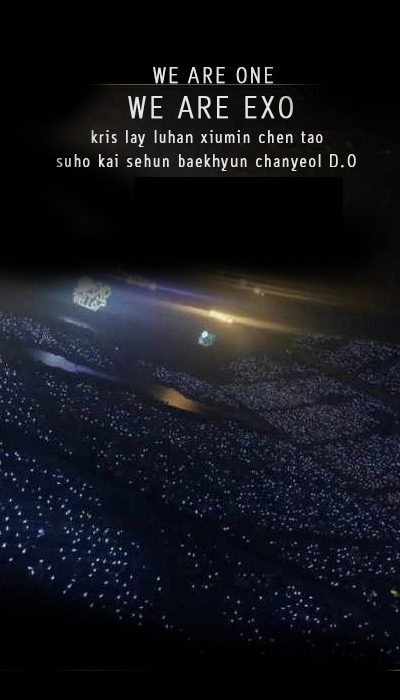 WE ARE ONE
WE ARE EXO
kris lay luhan xiumin chen tao
suho kai sehun baekhyun chanyeol D.O